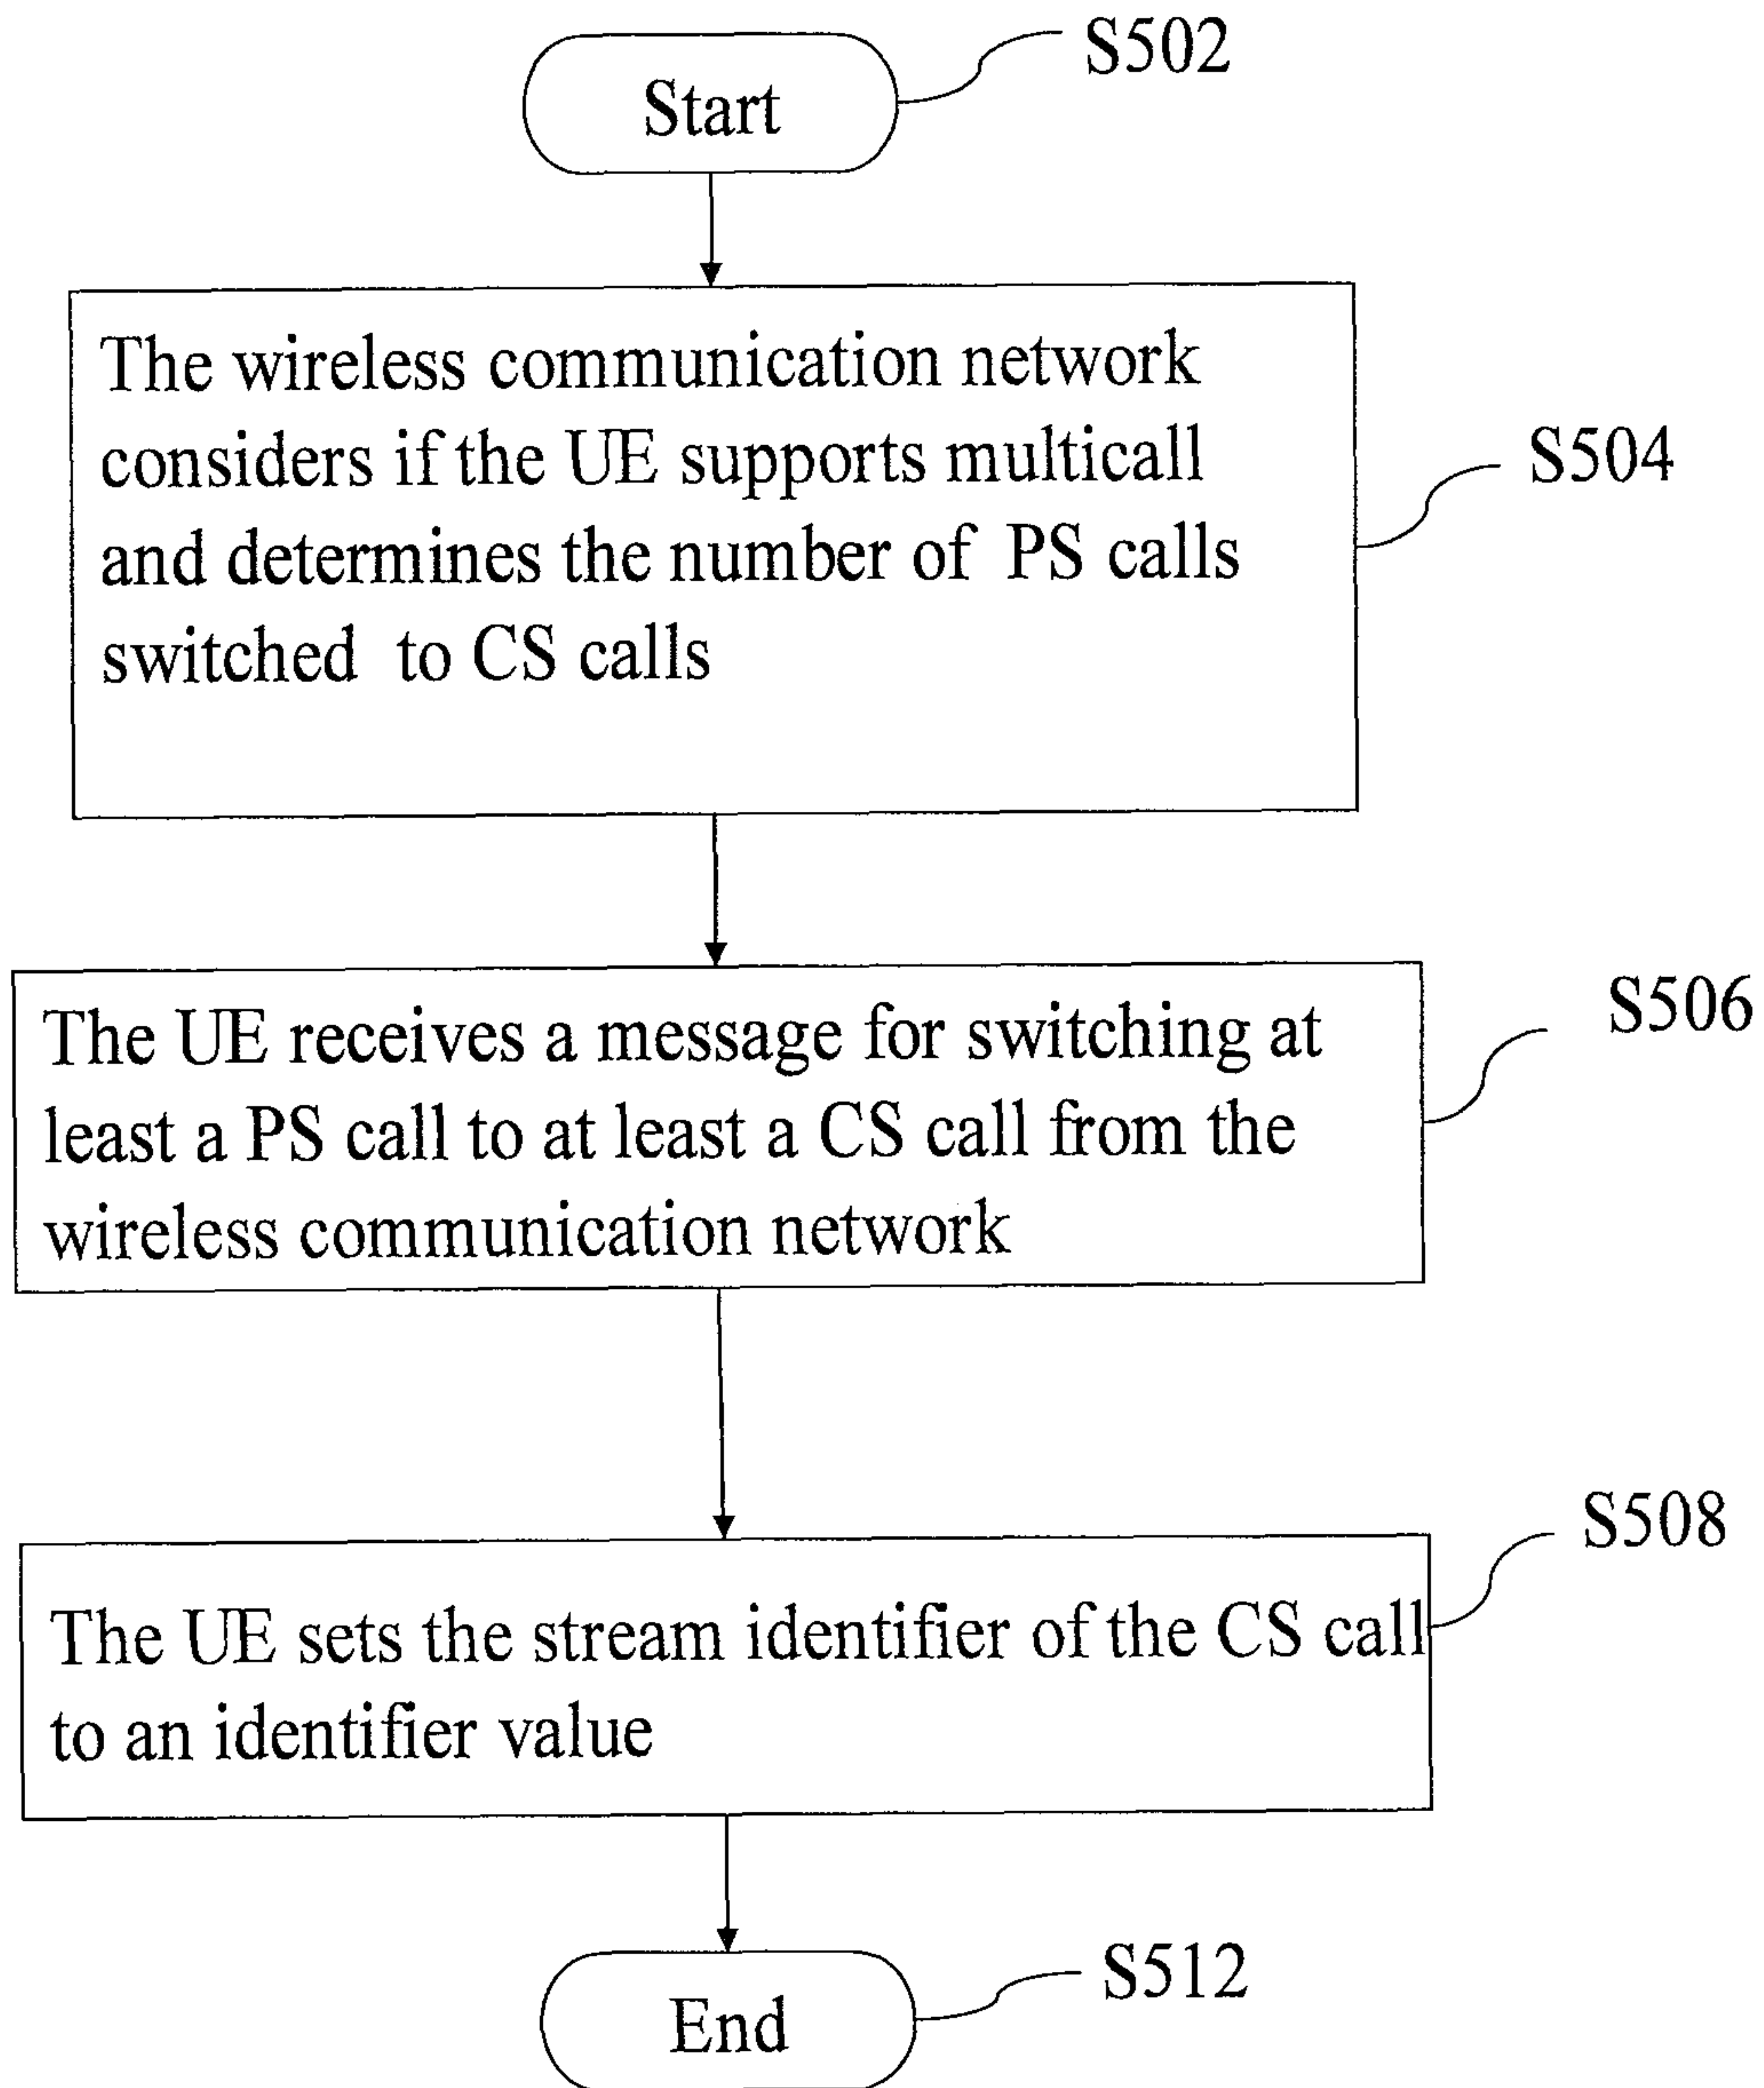 Start
S502
The wireless communication network
considers if the UE supports multicall
and determines the number of PS calls
switched to CS calls
S504
The UE receives a message for switching at
least a PS call to at least a CS call from the
wireless communication network
S506
The UE sets the stream identifier of the CS call
to an identifier value
S508
End
S512